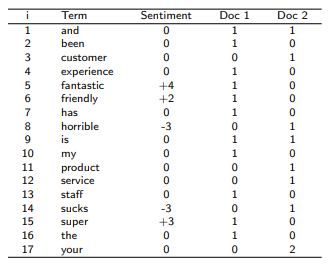 i Term Sentiment Doc 1 Doc 2
1 and 0 1 1
2 been 0 1 0
3 customer 0 0 1
4 experience 0 1 0
5 fantastic +4 1 0
6 friendly +2 1 0
7 has 0 1 0
8 horrible -3 0 1
9 is 0 1 1
10 my 0 1 0
11 product 0 0 1
12 service 0 0 1
13 staff 0 1 0
14 sucks -3 0 1
15 super +3 1 0
16 the 0 1 0
17 your 0 0 2